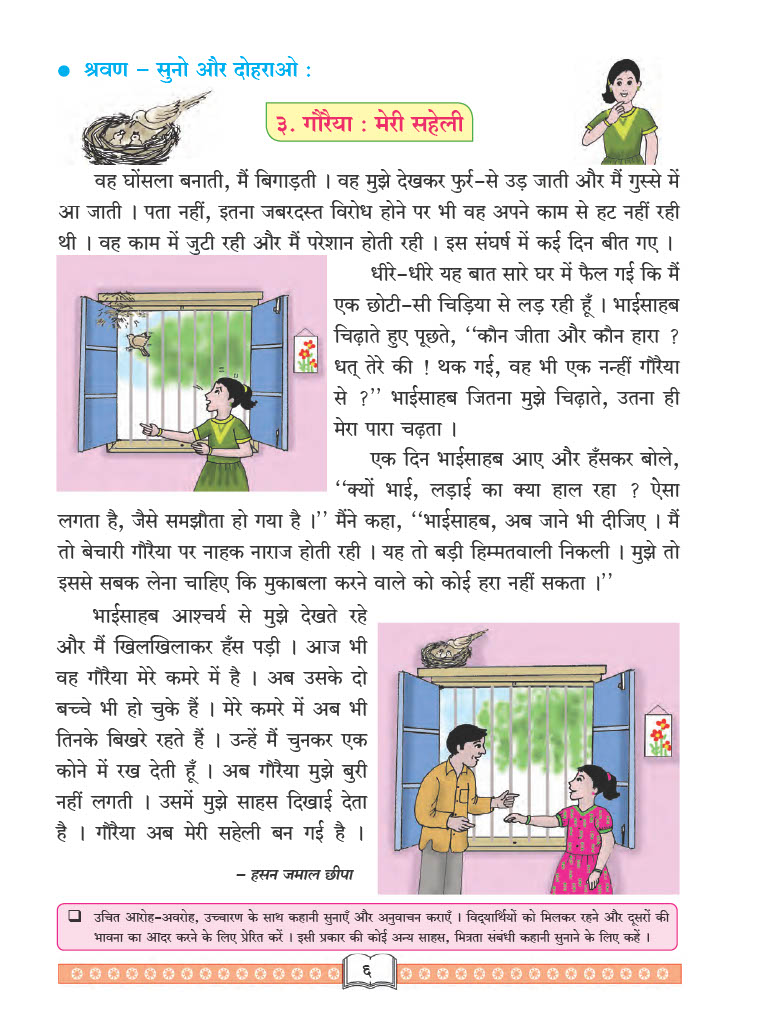 ● श्रवण – सुनो और दोहराओ :
३. गौरैया : मेरी सहेली
वह घोंसला बनाती, मैं बिगाड़ती । वह मुझे देखकर फुर्र-से उड़ जाती और मैं गुस्से में
आ जाती । पता नहीं, इतना जबरदस्त विरोध होने पर भी वह अपने काम से हट नहीं रही
थी । वह काम में जुटी रही और मैं परेशान होती रही । इस संघर्ष में कई दिन बीत गए ।
धीरे-धीरे यह बात सारे घर में फैल गई कि मैं
एक छोटी-सी चिड़िया से लड़ रही हूँ । भाईसाहब
चिढ़ाते हुए पूछते, ‘‘कौन जीता और कौन हारा ?
धत् तेरे की ! थक गई, वह भी एक नन्हीं गौरैया
से ?’’ भाईसाहब जितना मुझे चिढ़ाते, उतना ही
मेरा पारा चढ़ता ।
एक दिन भाईसाहब आए और हँसकर बोले,
‘‘क्यों भाई, लड़ाई का क्या हाल रहा ? ऐसा
लगता है, जैसे समझौता हो गया है ।’’ मैंने कहा, ‘‘भाईसाहब, अब जाने भी दीजिए । मैं
तो बेचारी गौरैया पर नाहक नाराज होती रही । यह तो बड़ी हिम्मतवाली निकली । मुझे तो
इससे सबक लेना चाहिए कि मुकाबला करने वाले को कोई हरा नहीं सकता ।’’
भाईसाहब आश्चर्य से मुझे देखते रहे
और मैं खिलखिलाकर हँस पड़ी । आज भी
वह गौरैया मेरे कमरे में है । अब उसके दो
बच्चे भी हो चुके हैं । मेरे कमरे में अब भी
तिनके बिखरे रहते हैं । उन्हें मैं चुनकर एक
कोने में रख देती हूँ । अब गौरैया मुझे बुरी
नहीं लगती । उसमें मुझे साहस दिखाई देता
है । गौरैया अब मेरी सहेली बन गई है ।
– हसन जमाल छीपा
❑ उचित आरोह-अवरोह, उच्चारण के साथ कहानी सुनाएँ और अनुवाचन कराएँ । विद्यार्थियों को मिलकर रहने और दूसरों की
भावना का आदर करने के लिए प्रेरित करें । इसी प्रकार की कोई अन्य साहस, मित्रता संबंधी कहानी सुनाने के लिए कहें ।
६